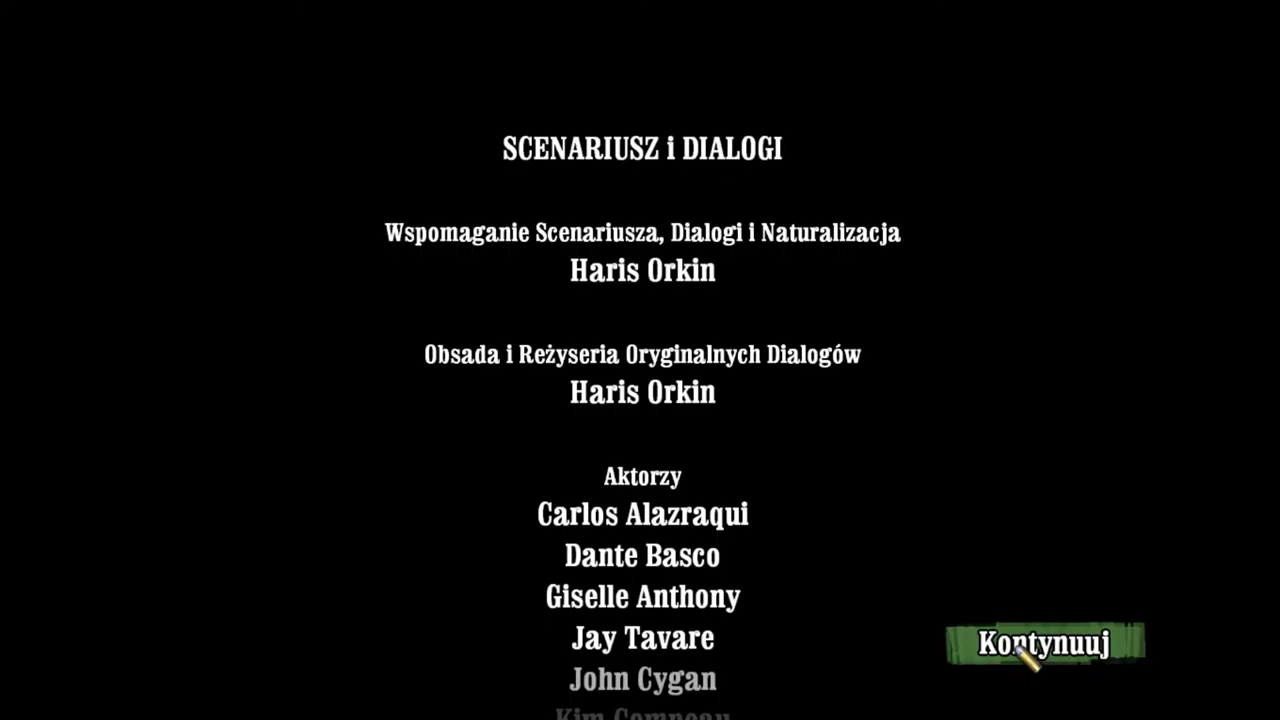 SCENARIUSZ i DIALOGI
Wspomaganie Scenariusza, Dialogi i Naturalizacja
Haris Orkin
Obsada i Reżyseria Oryginalnych Dialogów
Haris Orkin
Aktorzy
Carlos Alazraqui
Dante Basco
Giselle Anthony
Jay Tavare
Kontynuuj
John Cygan
Kim